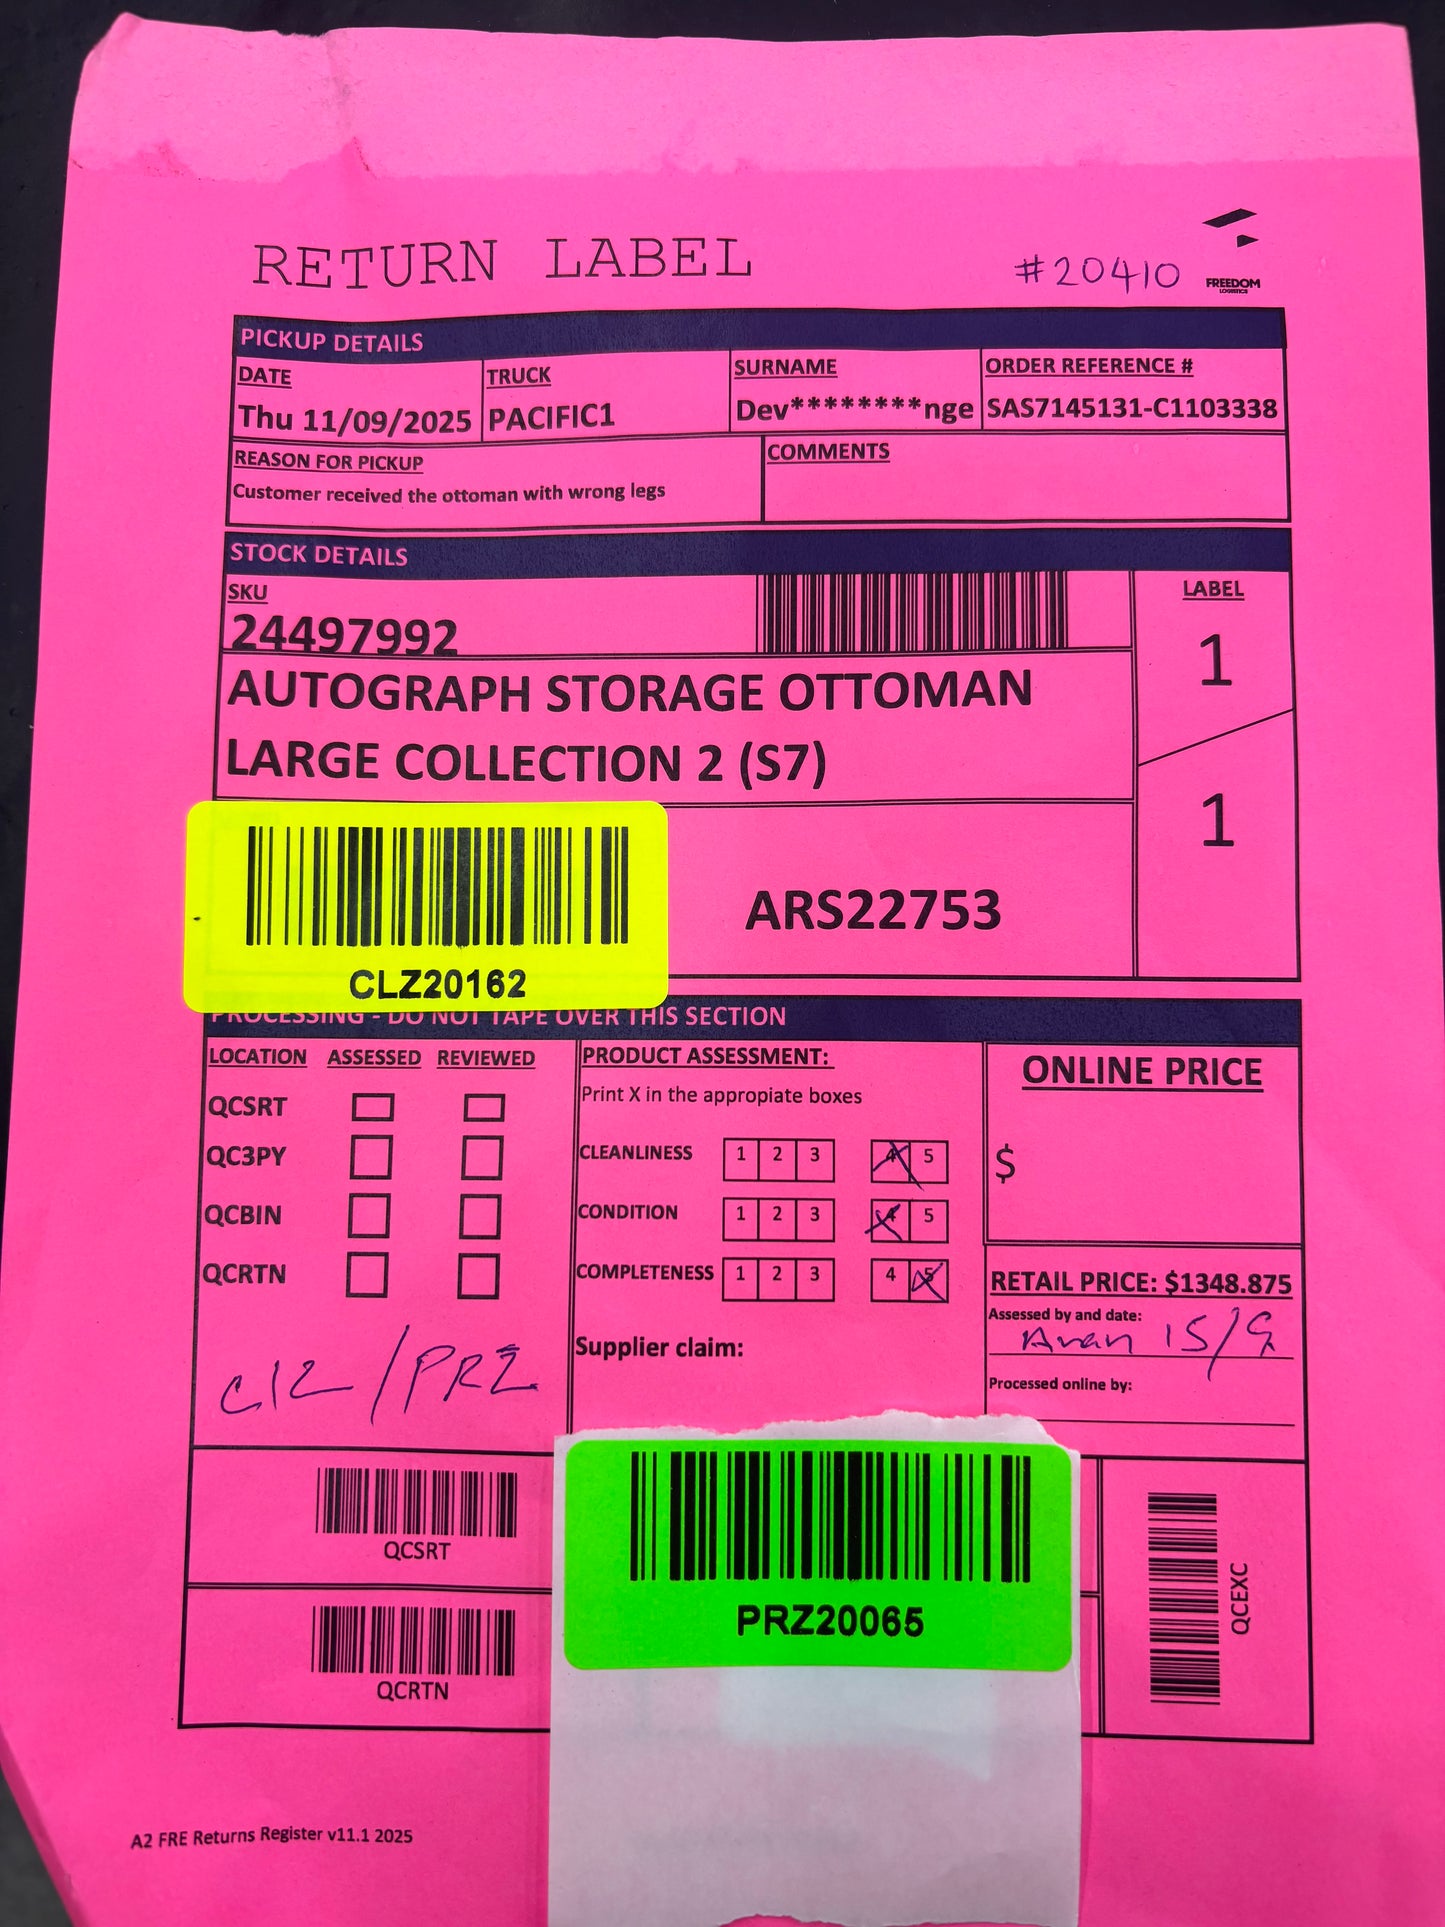 RETURN LABEL
#20410
FREEDOM
LOGISTICS
PICKUP DETAILS
DATE TRUCK SURNAME ORDER REFERENCE #
Thu 11/09/2025 PACIFIC1 Dev********nge SAS7145131-C1103338
REASON FOR PICKUP COMMENTS
Customer received the ottoman with wrong legs
STOCK DETAILS
SKU LABEL
24497992
1
AUTOGRAPH STORAGE OTTOMAN
LARGE COLLECTION 2 (S7)
1
ARS22753
CLZ20162
PROCESSING - DO NOT TAPE OVER THIS SECTION
LOCATION ASSESSED REVIEWED
QCSRT
QC3PY
QCBIN
QCRTN
PRODUCT ASSESSMENT:
Print X in the appropiate boxes
CLEANLINESS 1 2 3 4 5
CONDITION 1 2 3 4 5
COMPLETENESS 1 2 3 4 5
Supplier claim:
ONLINE PRICE
$
RETAIL PRICE: $1348.875
Assessed by and date:
15/9
Processed online by:
/PRZ
QCSRT
QCRTN
PRZ20065
QCEXC
A2 FRE Returns Register v11.1 2025